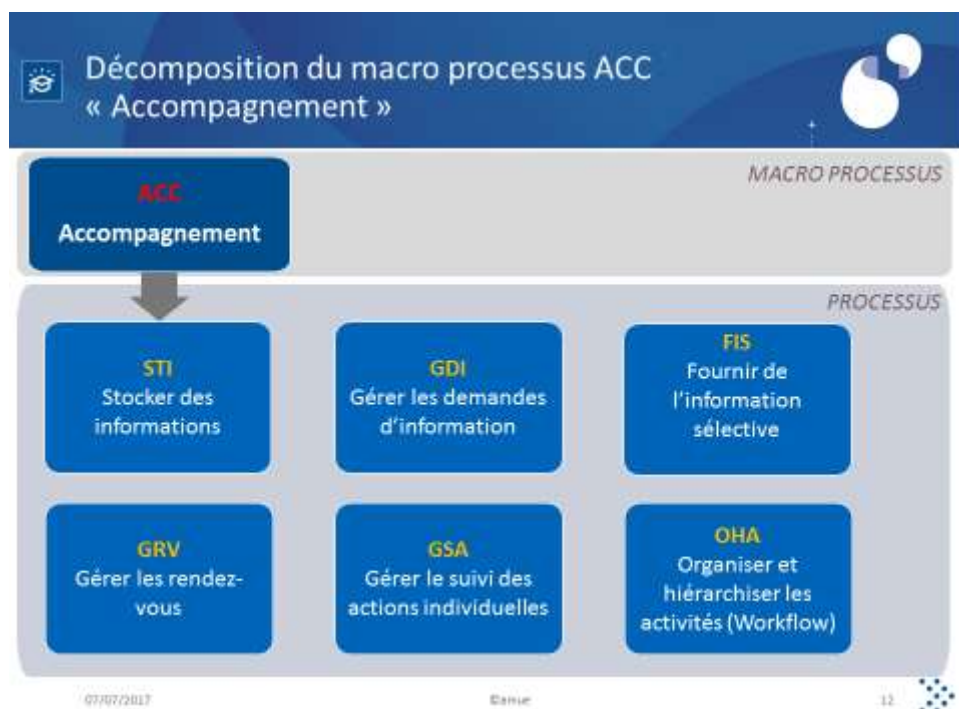 Décomposition du macro processus ACC
« Accompagnement »
MACRO PROCESSUS
ACC
Accompagnement
PROCESSUS
STI
Stocker des
informations
GDI
Gérer les demandes
d'information
FIS
Fournir de
l'information
sélective
GRV
Gérer les rendez-
vous
GSA
Gérer le suivi des
actions individuelles
OHA
Organiser et
hiérarchiser les
activités (Workflow)
07/07/2017
©amue
12